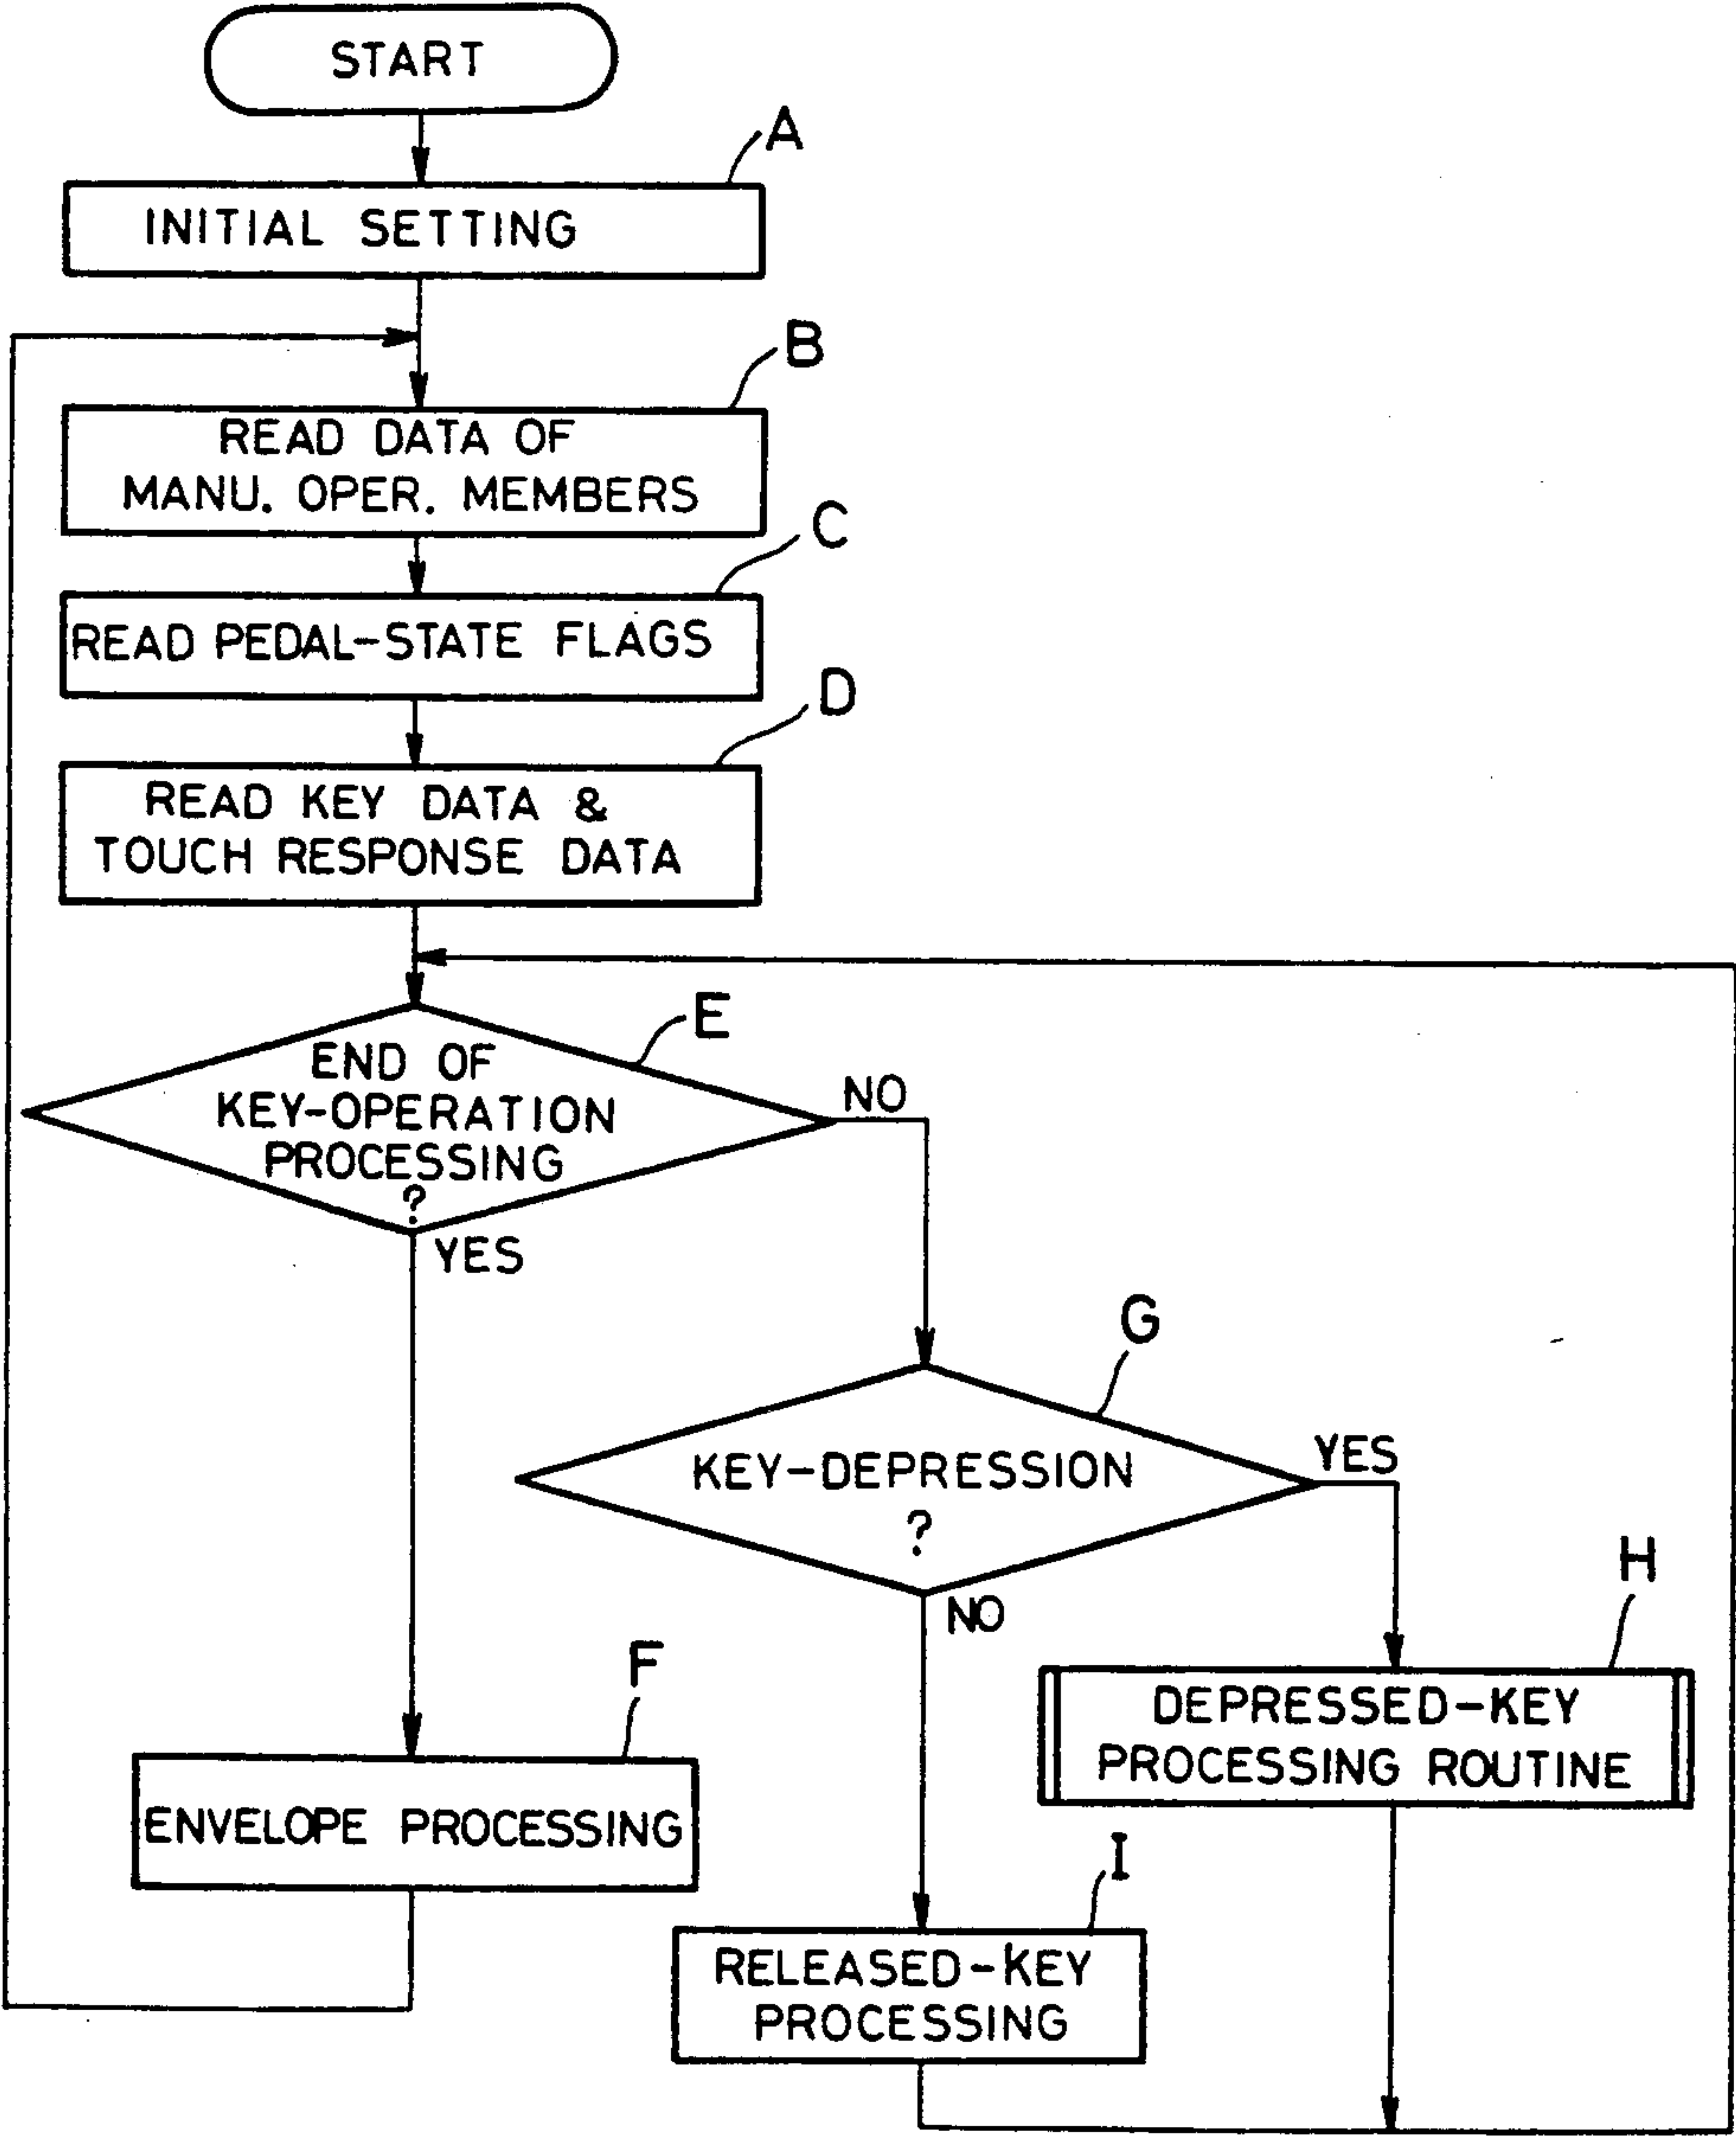 START
A
INITIAL SETTING
B
READ DATA OF
MANU. OPER. MEMBERS
C
READ PEDAL-STATE FLAGS
D
READ KEY DATA &
TOUCH RESPONSE DATA
E
END OF
KEY-OPERATION
PROCESSING
?
NO
YES
G
KEY-DEPRESSION
?
YES
NO
H
DEPRESSED-KEY
PROCESSING ROUTINE
F
ENVELOPE PROCESSING
I
RELEASED-KEY
PROCESSING